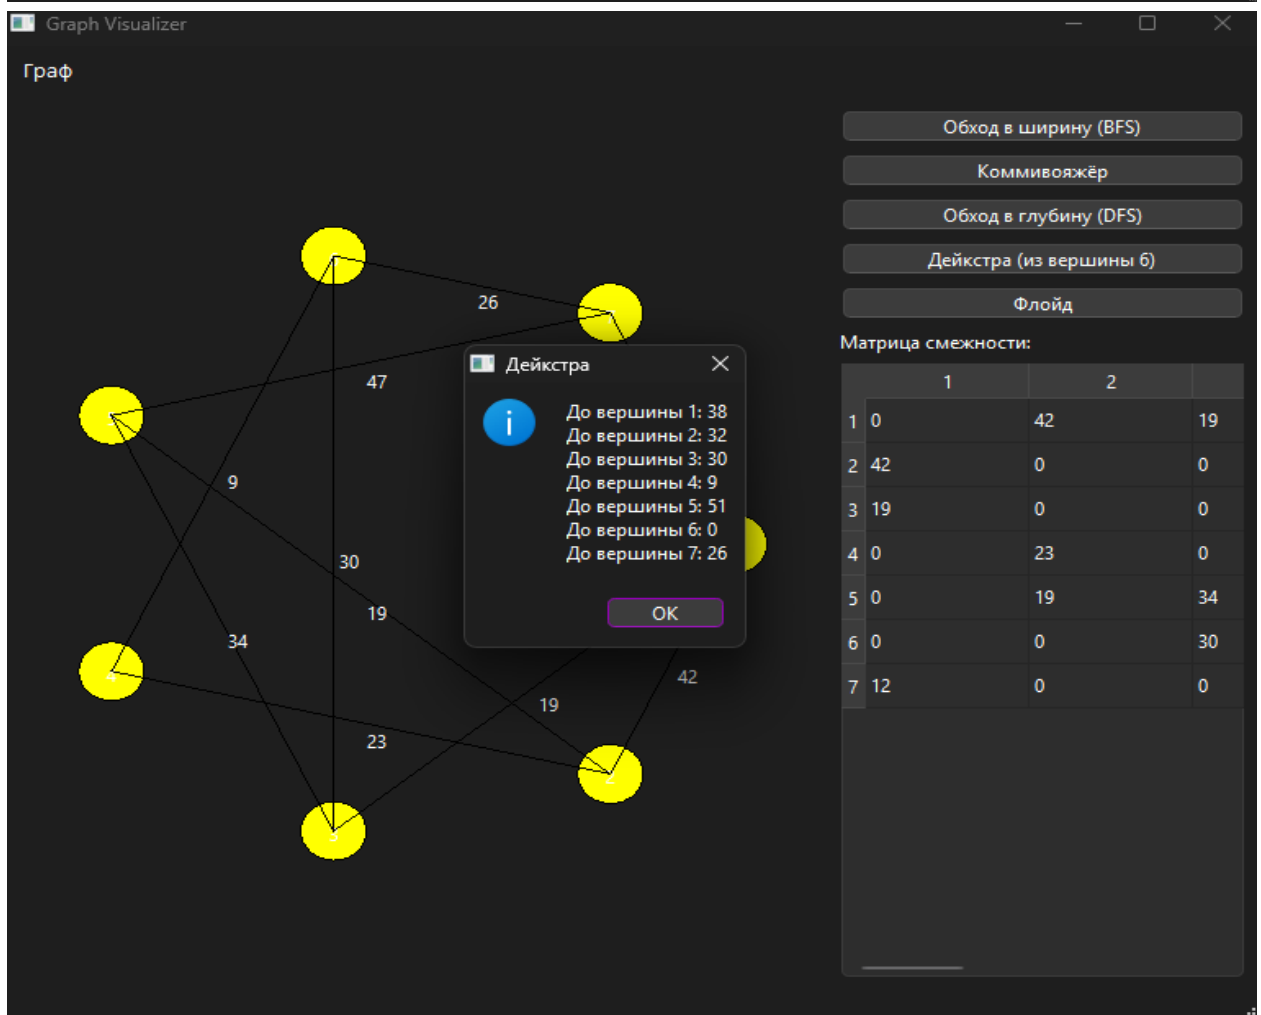 Graph Visualizer
Граф
Обход в ширину (BFS)
Коммивояжёр
Обход в глубину (DFS)
Дейкстра (из вершины 6)
Флойд
Матрица смежности:
1 2
1 0 42 19
2 42 0 0
3 19 0 0
4 0 23 0
5 0 19 34
6 0 0 30
7 12 0 0
26
47
9
30
19
34
42
19
23
4
2
3
Дейкстра
До вершины 1: 38
До вершины 2: 32
До вершины 3: 30
До вершины 4: 9
До вершины 5: 51
До вершины 6: 0
До вершины 7: 26
OK